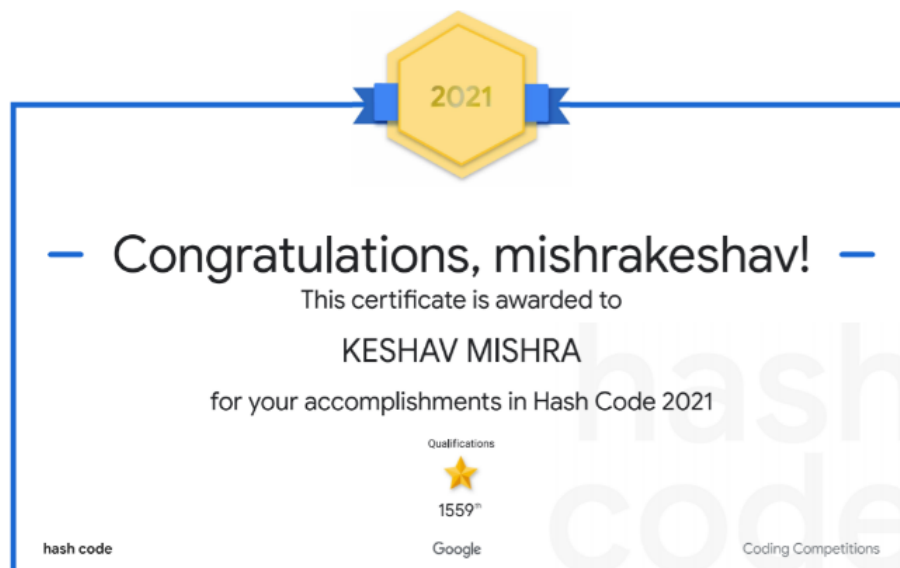 2021
— Congratulations, mishrakeshav! —
This certificate is awarded to
KESHAV MISHRA
for your accomplishments in Hash Code 2021
Qualifications
1559th
hash code
hash code Google Coding Competitions